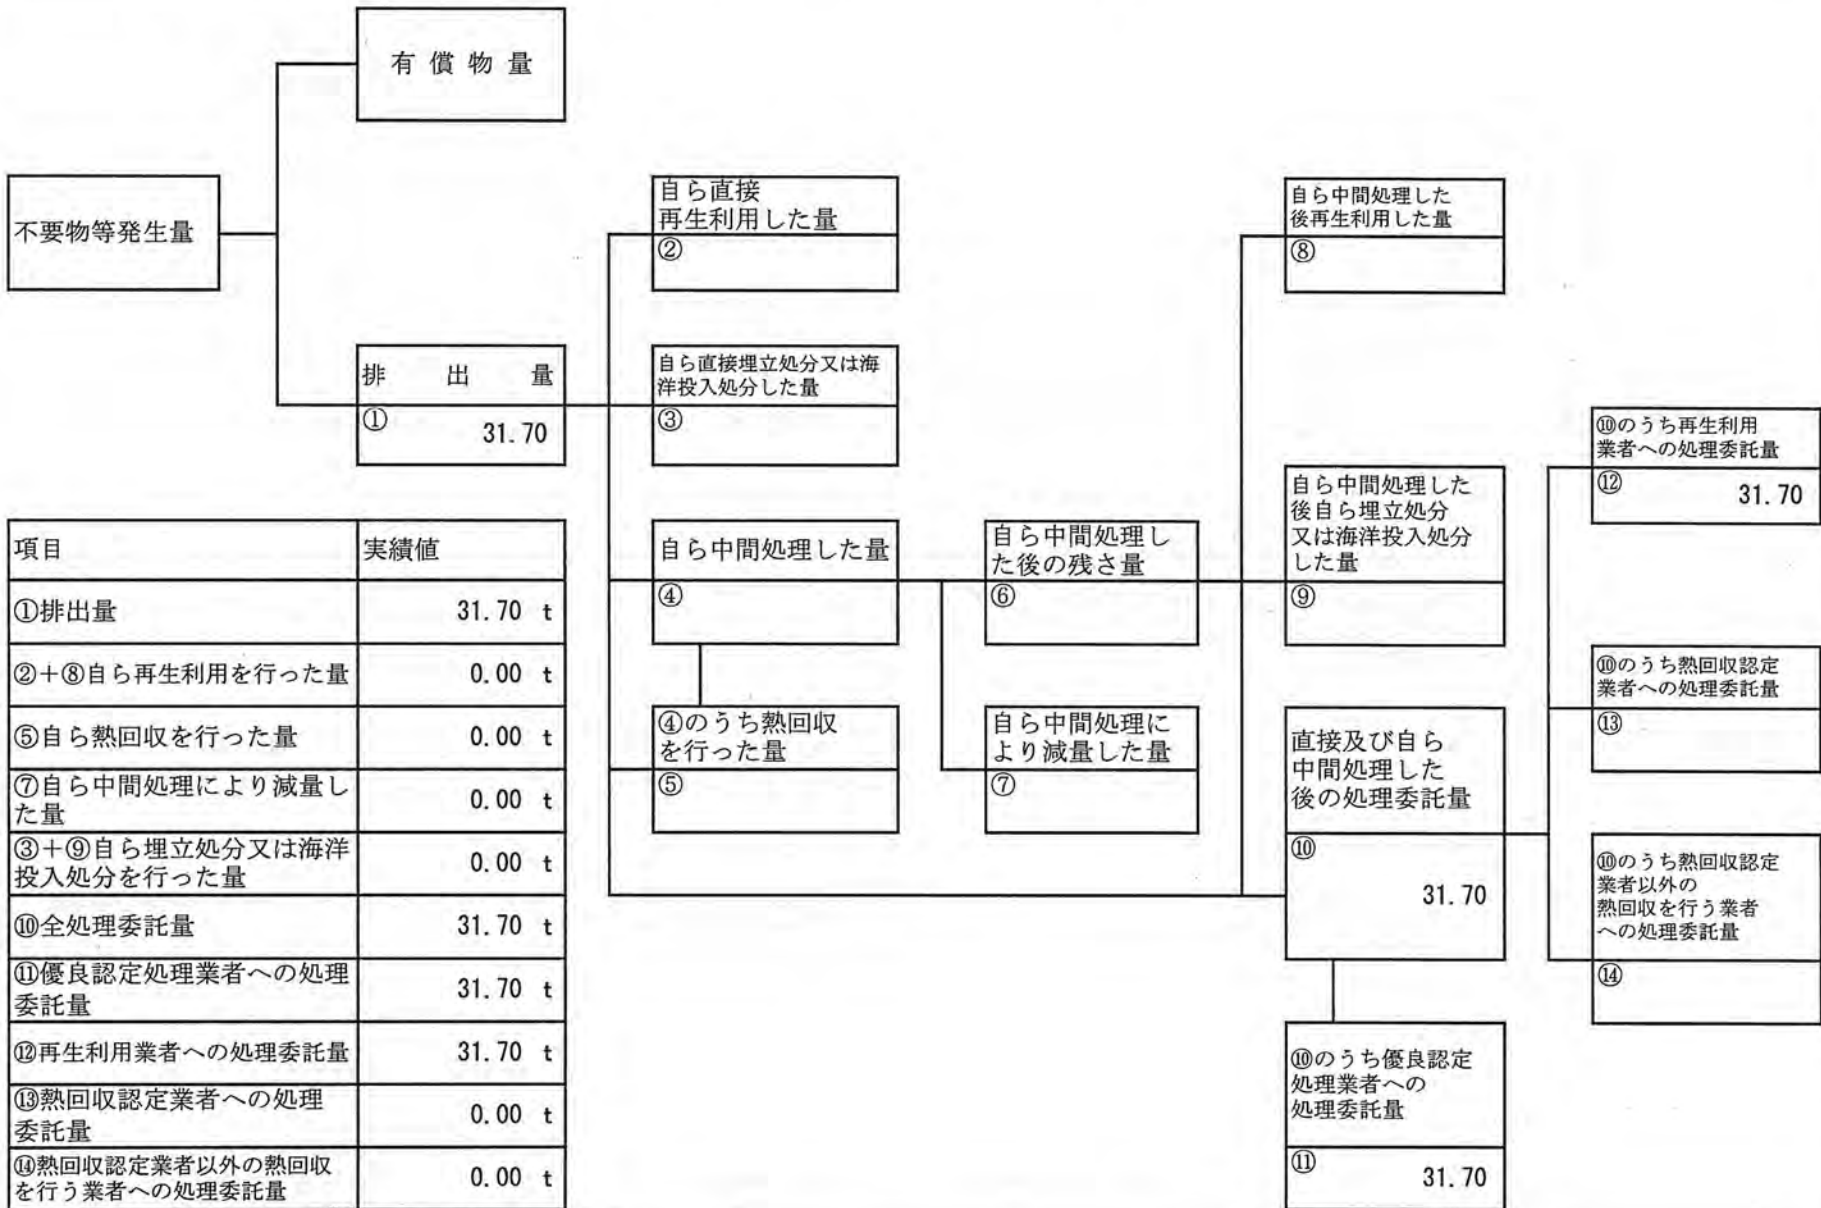 有償物量
不要物等発生量
排出量
①
31.70
自ら直接
再生利用した量
②
自ら直接埋立処分又は海
洋投入処分した量
③
自ら中間処理した量
④
④のうち熱回収
を行った量
⑤
自ら中間処理し
た後の残さ量
⑥
自ら中間処理に
より減量した量
⑦
自ら中間処理した
後再生利用した量
⑧
自ら中間処理した
後自ら埋立処分
又は海洋投入処分
した量
⑨
直接及び自ら
中間処理した
後の処理委託量
⑩
31.70
⑩のうち優良認定
処理業者への
処理委託量
⑪
31.70
⑩のうち再生利用
業者への処理委託量
⑫
31.70
⑩のうち熱回収認定
業者への処理委託量
⑬
⑩のうち熱回収認定
業者以外の
熱回収を行う業者
への処理委託量
⑭
項目 実績値
①排出量 31.70 t
②+⑧自ら再生利用を行った量 0.00 t
⑤自ら熱回収を行った量 0.00 t
⑦自ら中間処理により減量し
た量 0.00 t
③+⑨自ら埋立処分又は海洋
投入処分を行った量 0.00 t
⑩全処理委託量 31.70 t
⑪優良認定処理業者への処理
委託量 31.70 t
⑫再生利用業者への処理委託量 31.70 t
⑬熱回収認定業者への処理
委託量 0.00 t
⑭熱回収認定業者以外の熱回収
を行う業者への処理委託量 0.00 t